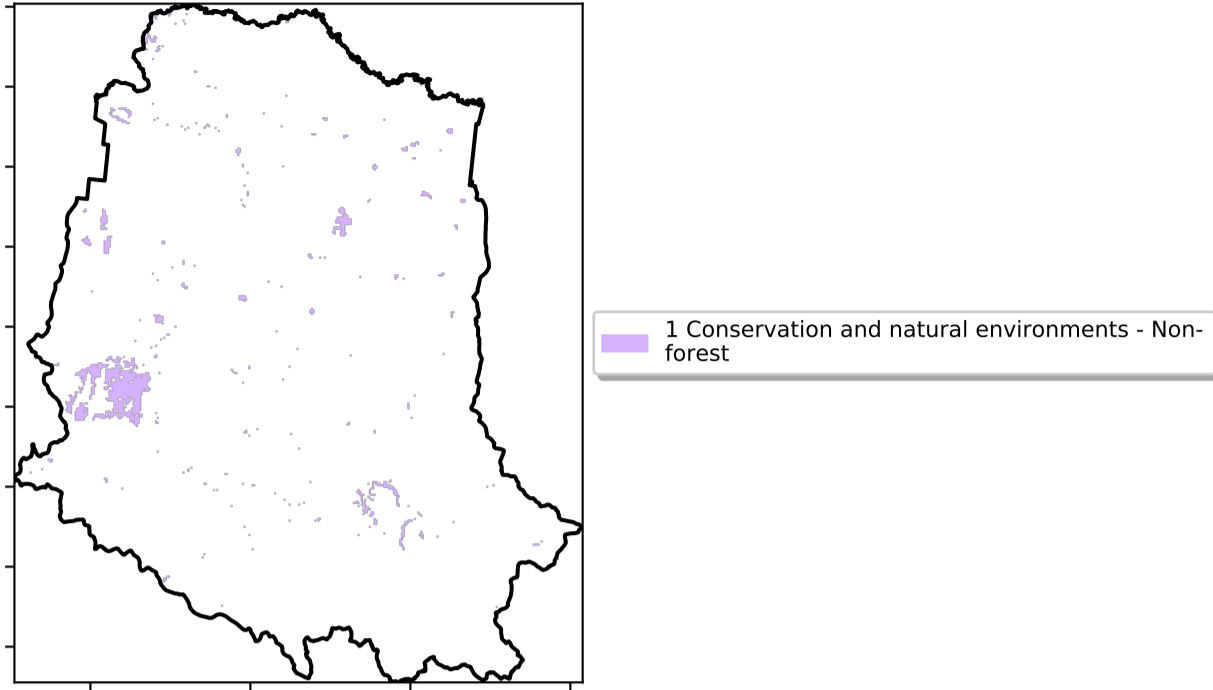 1 Conservation and natural environments - Non-
forest